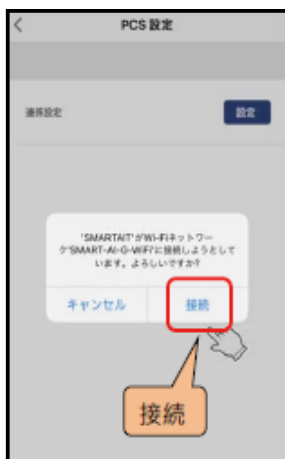 PCS 設定
連系設定
設定
"SMARTAIT"がWi-Fiネットワー
ク"SMART-AI-G-WiFi"に接続しようとして
います。よろしいですか?
キャンセル
接続
接続